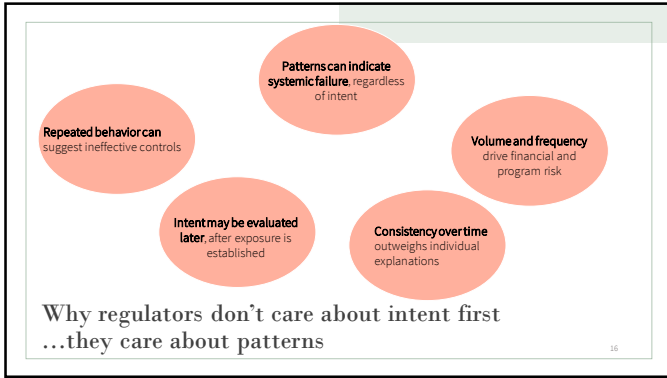 Patterns can indicate
systemic failure, regardless
of intent
Repeated behavior can
suggest ineffective controls
Volume and frequency
drive financial and
program risk
Intent may be evaluated
later, after exposure is
established
Consistency over time
outweighs individual
explanations
Why regulators don’t care about intent first
…they care about patterns
16